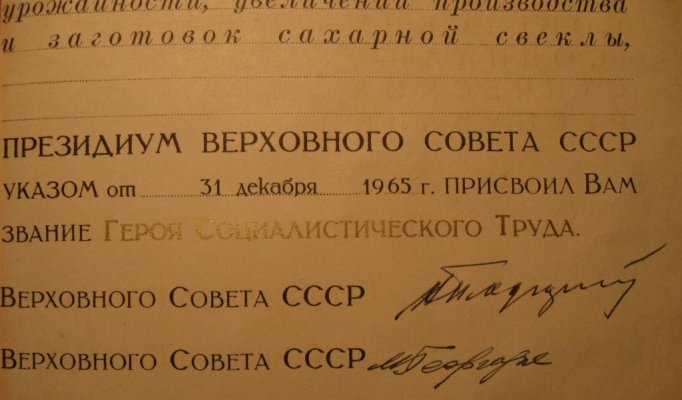 урожайности, увеличении производства
и заготовок сахарной свеклы,
ПРЕЗИДИУМ ВЕРХОВНОГО СОВЕТА СССР
УКАЗОМ от 31 декабря 1965 г. ПРИСВОИЛ ВАМ
ЗВАНИЕ ГЕРОЯ СОЦИАЛИСТИЧЕСКОГО ТРУДА.
ВЕРХОВНОГО СОВЕТА СССР
ВЕРХОВНОГО СОВЕТА СССР